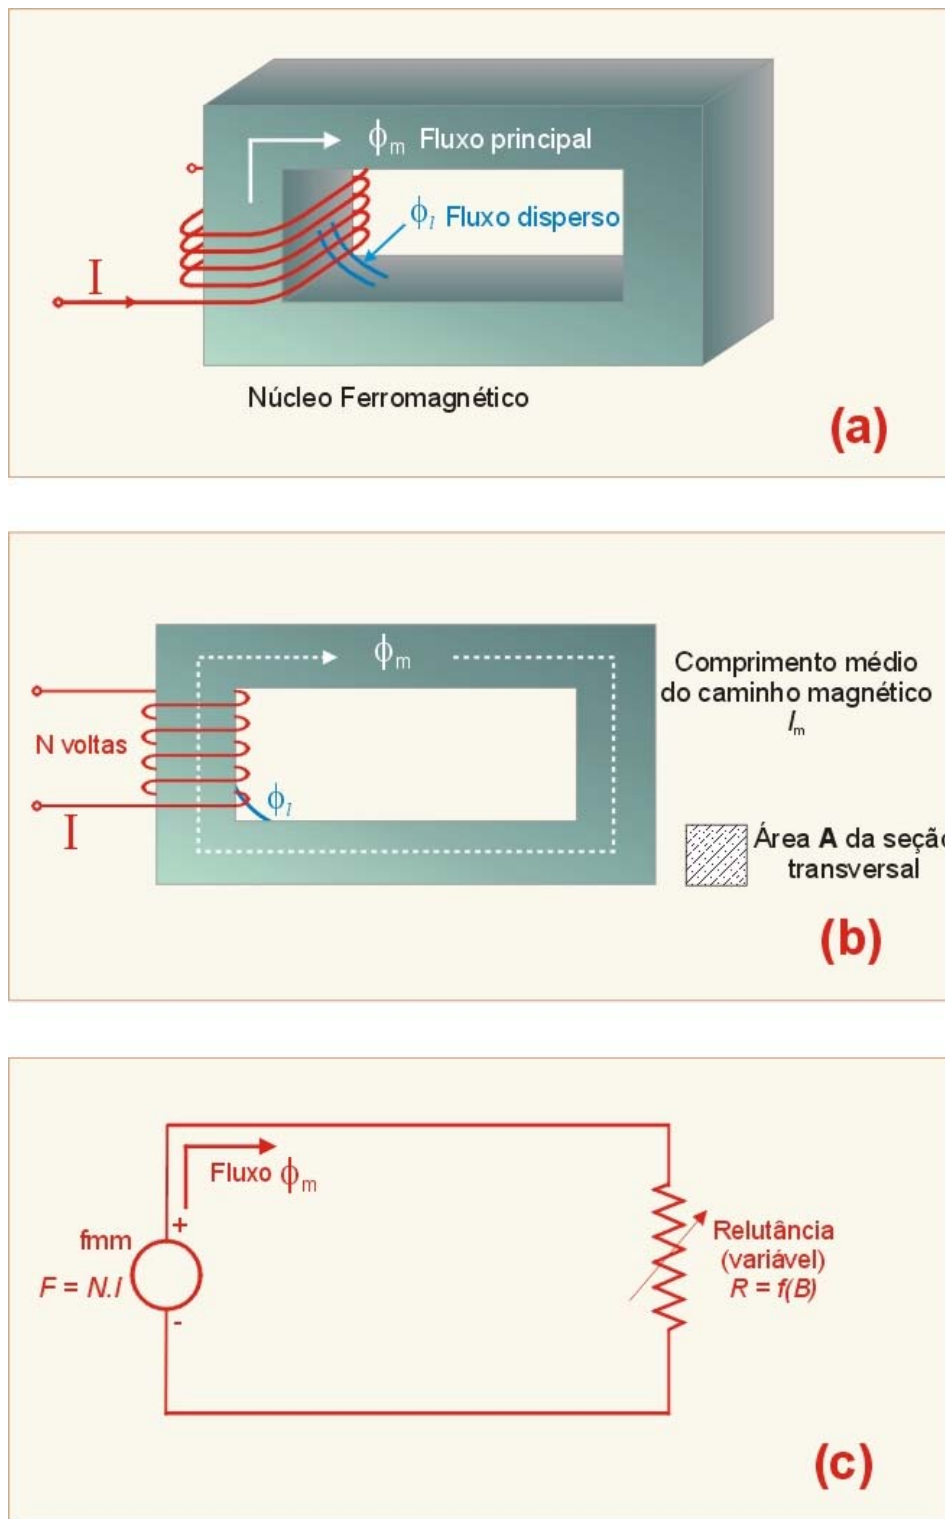 ϕm Fluxo principal
ϕl Fluxo disperso
I
Núcleo Ferromagnético
(a)
ϕm
Comprimento médio
do caminho magnético
lm
N voltas
ϕl
I
Área A da seção
transversal
(b)
Fluxo ϕm
+
fmm
F = N.I
-
Relutância
(variável)
R = f(B)
(c)